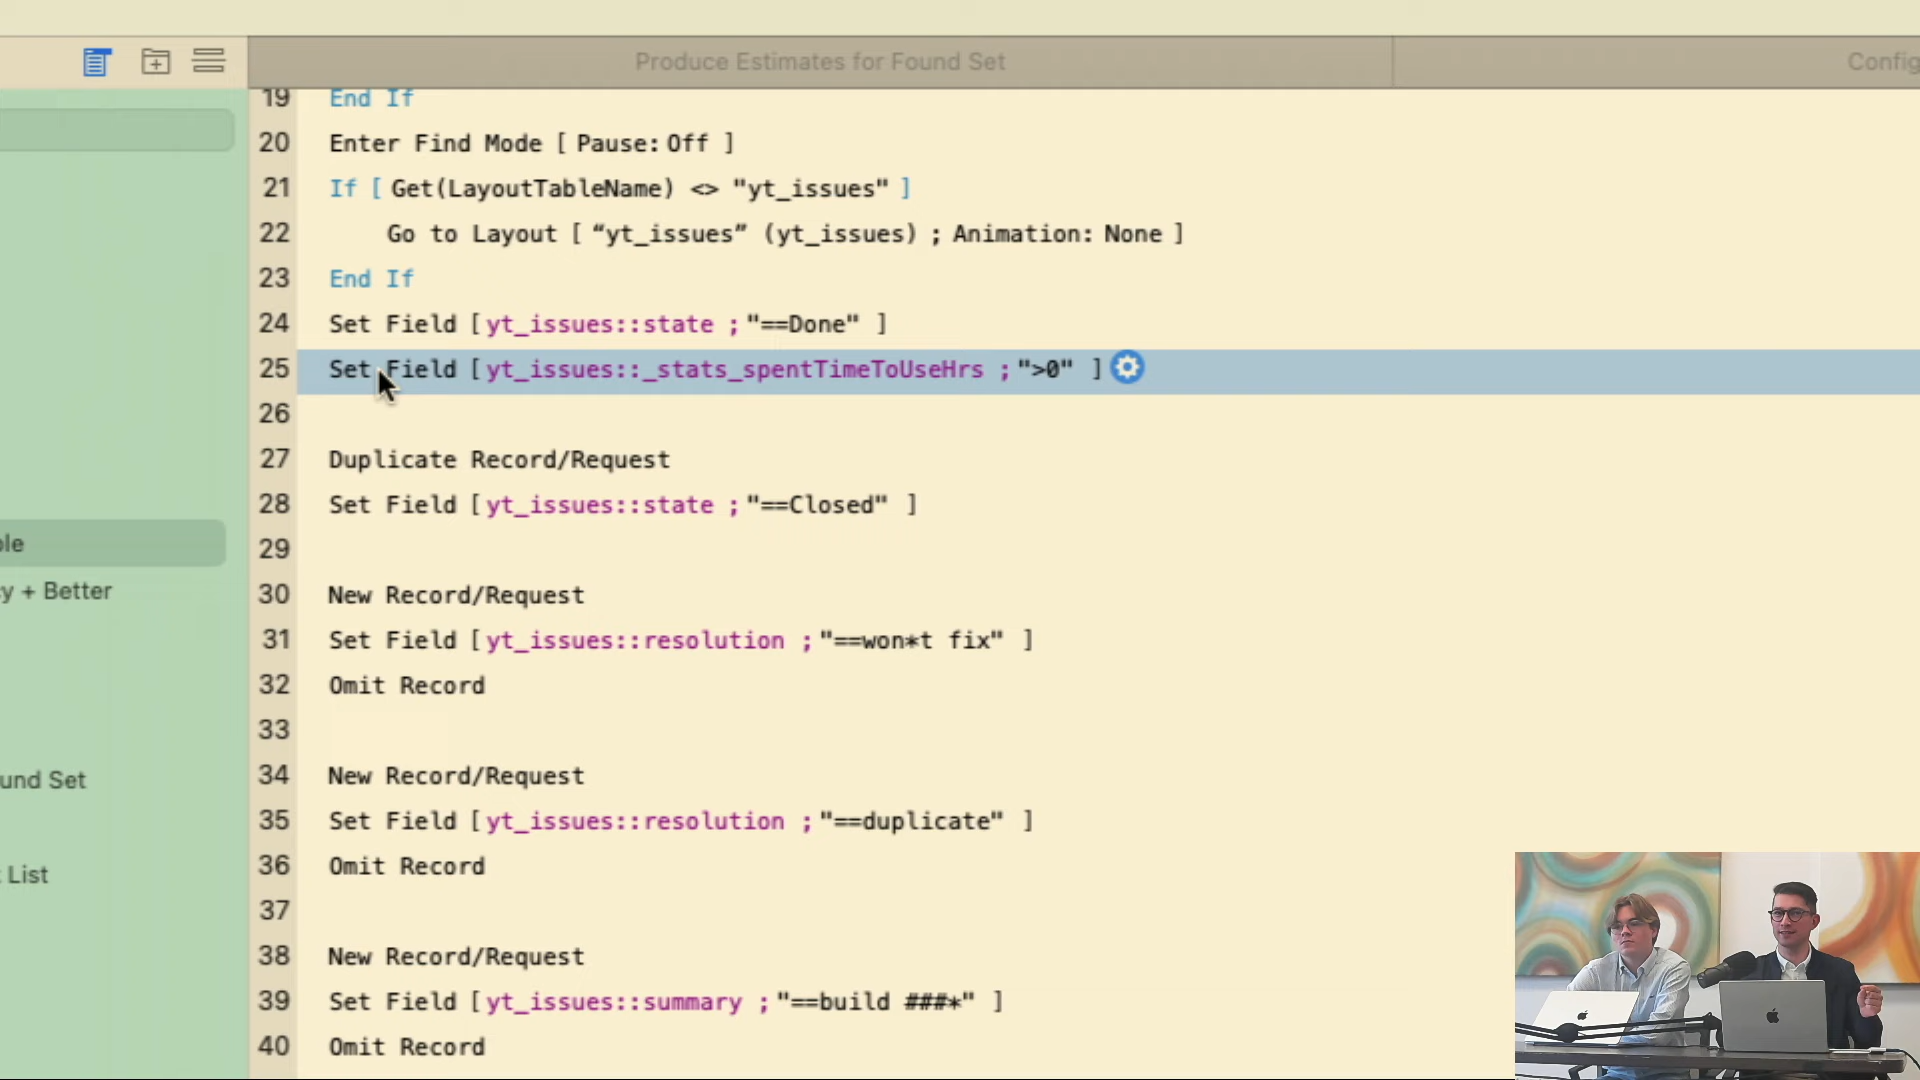 Produce Estimates for Found Set
Config
19 End If
20 Enter Find Mode [ Pause: Off ]
21 If [ Get(LayoutTableName) <> "yt_issues" ]
22 Go to Layout [ “yt_issues” (yt_issues) ; Animation: None ]
23 End If
24 Set Field [ yt_issues::state ; "==Done" ]
25 Set Field [ yt_issues::_stats_spentTimeToUseHrs ; ">0" ]
26
27 Duplicate Record/Request
28 Set Field [ yt_issues::state ; "==Closed" ]
29
30 New Record/Request
31 Set Field [ yt_issues::resolution ; "==won*t fix" ]
32 Omit Record
33
34 New Record/Request
35 Set Field [ yt_issues::resolution ; "==duplicate" ]
36 Omit Record
37
38 New Record/Request
39 Set Field [ yt_issues::summary ; "==build ###*" ]
40 Omit Record
ole
y + Better
und Set
List